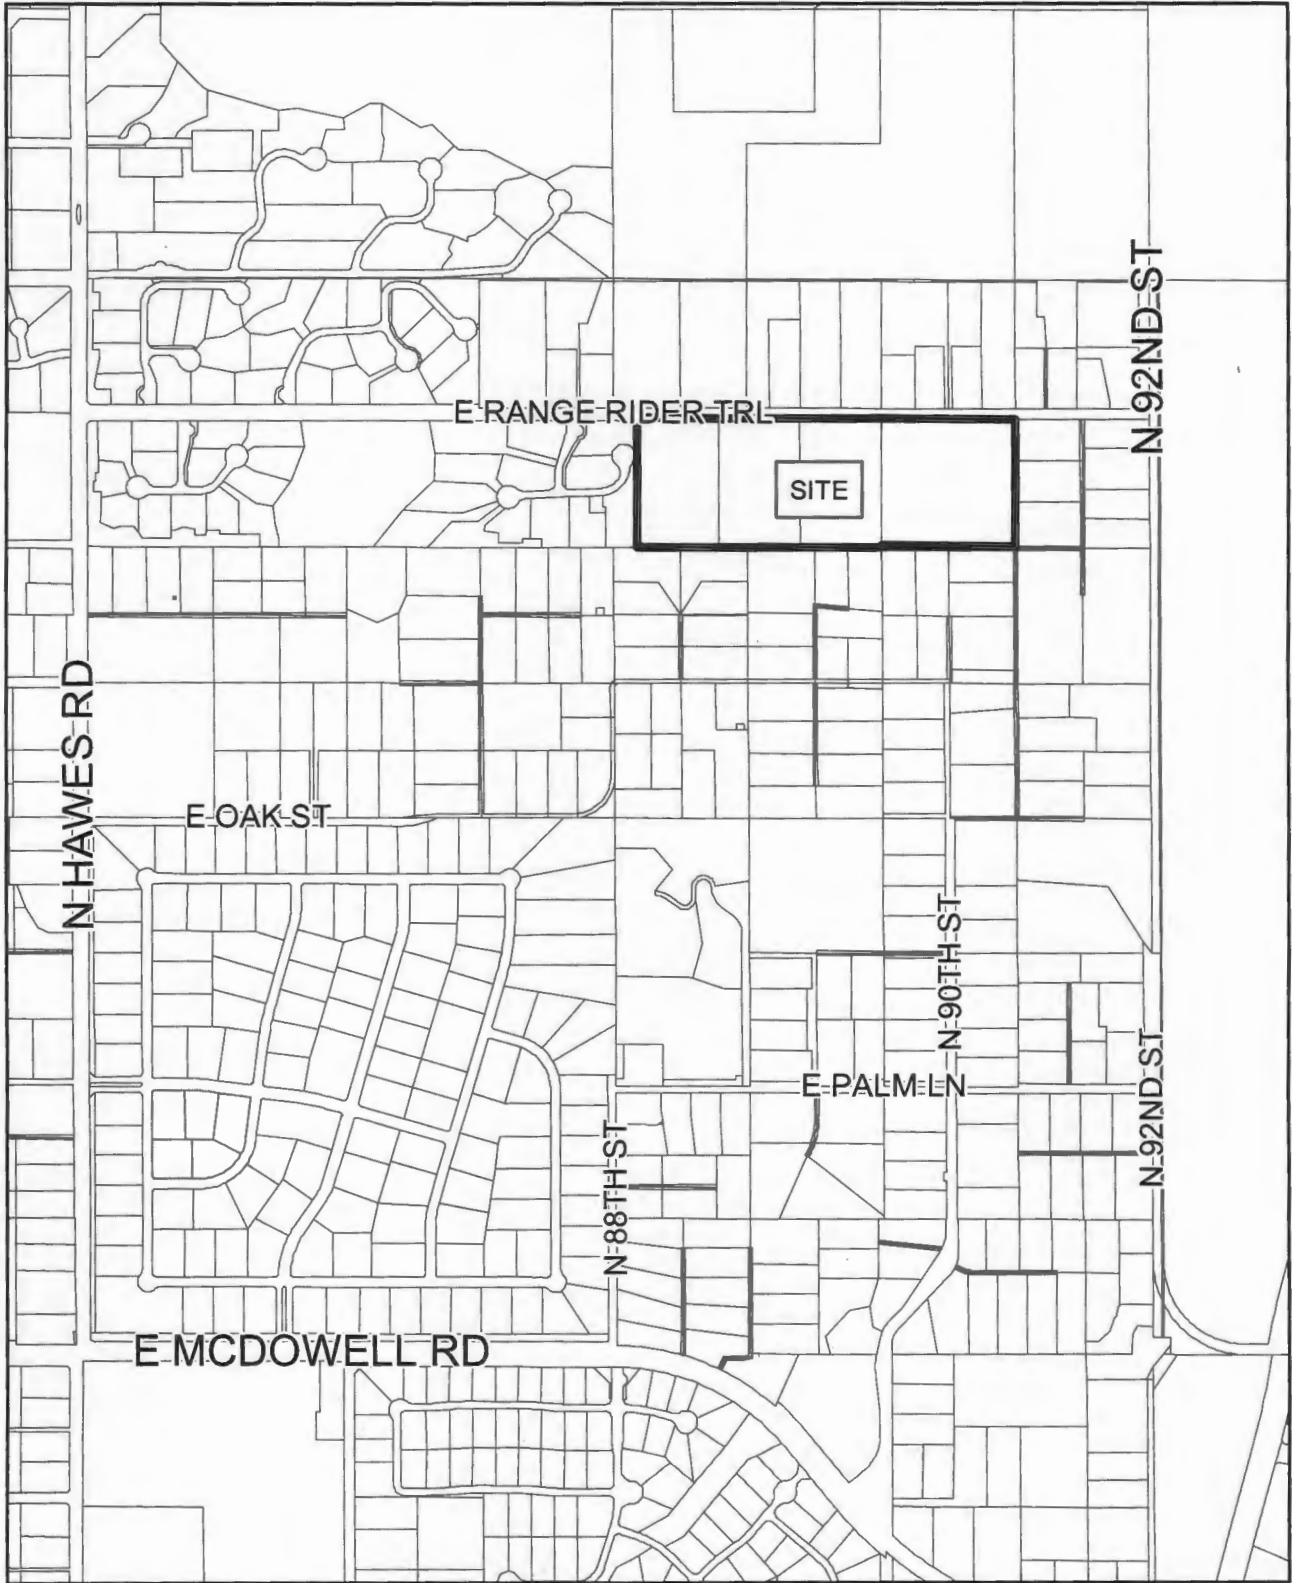 N 92ND ST
E RANGE RIDER TRL
SITE
N HAWES RD
E OAK ST
N 90TH ST
N 92ND ST
E PALM LN
N 88TH ST
E MCDOWELL RD